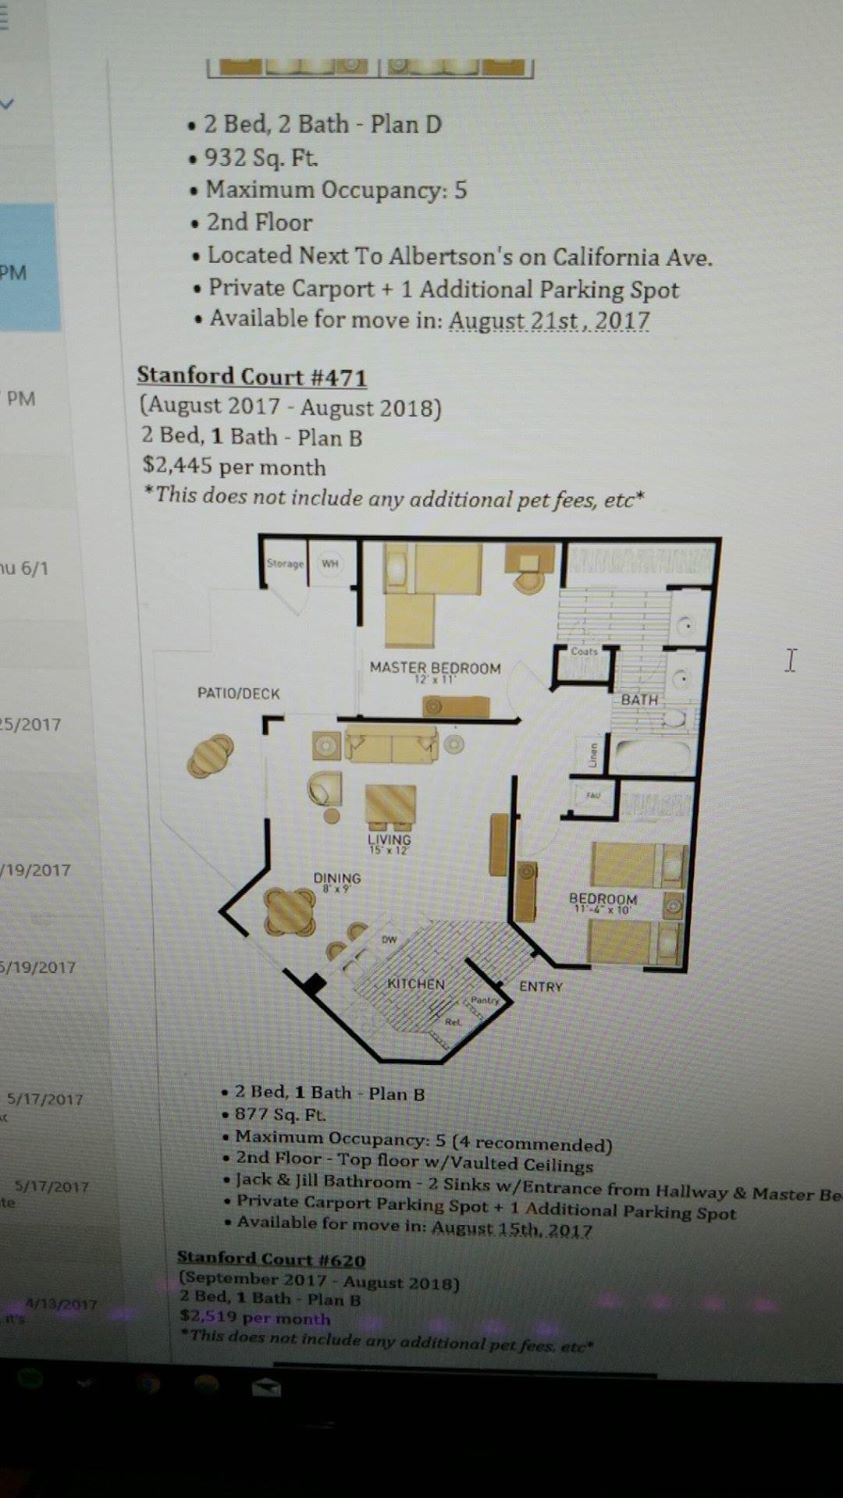 • 2 Bed, 2 Bath - Plan D
• 932 Sq. Ft.
• Maximum Occupancy: 5
• 2nd Floor
• Located Next To Albertson's on California Ave.
• Private Carport + 1 Additional Parking Spot
• Available for move in: August 21st, 2017
PM
Stanford Court #471
(August 2017 - August 2018)
2 Bed, 1 Bath - Plan B
$2,445 per month
*This does not include any additional pet fees, etc*
PM
6/1
25/2017
/19/2017
5/19/2017
5/17/2017
5/17/2017
4/13/2017
it's
Storage
WH
MASTER BEDROOM
12' x 11'
Coats
PATIO/DECK
BATH
Linen
FAU
LIVING
15' x 12'
DINING
8' x 9'
BEDROOM
11'-4" x 10'
DW
KITCHEN
ENTRY
Pantry
Ref.
• 2 Bed, 1 Bath - Plan B
• 877 Sq. Ft.
• Maximum Occupancy: 5 (4 recommended)
• 2nd Floor - Top floor w/Vaulted Ceilings
• Jack & Jill Bathroom - 2 Sinks w/Entrance from Hallway & Master Be
• Private Carport Parking Spot + 1 Additional Parking Spot
• Available for move in: August 15th, 2017
Stanford Court #620
(September 2017 - August 2018)
2 Bed, 1 Bath - Plan B
$2,519 per month
*This does not include any additional pet fees, etc*